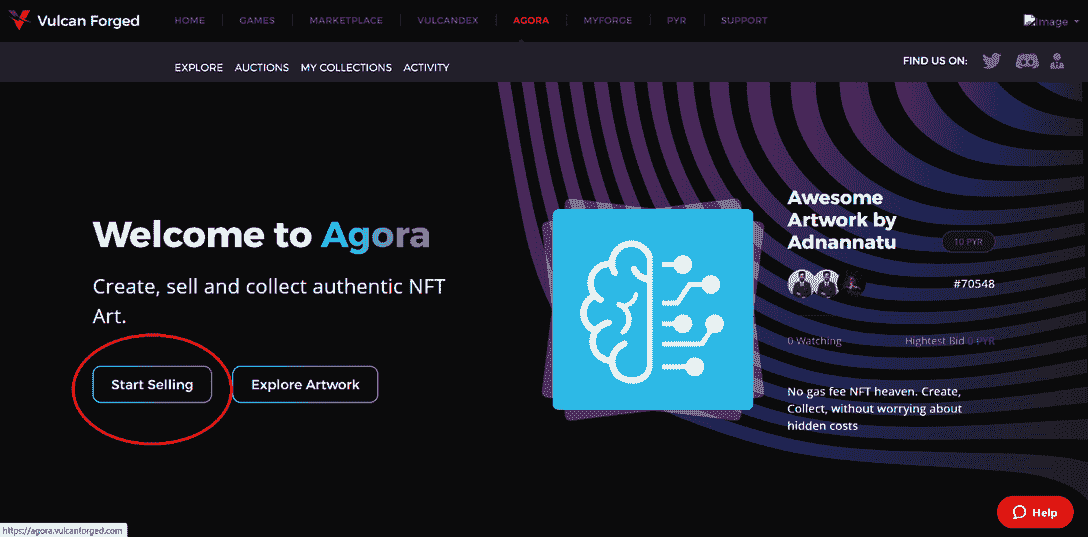 Vulcan Forged
HOME GAMES MARKETPLACE VULCANDEX AGORA MYFORGE PYR SUPPORT
Image
EXPLORE AUCTIONS MY COLLECTIONS ACTIVITY
FIND US ON:
Welcome to Agora
Create, sell and collect authentic NFT
Art.
Start Selling
Explore Artwork
Awesome
Artwork by
Adnannatu
10 PYR
#70548
0 Watching
Hightest Bid 0 PYR
No gas fee NFT heaven. Create,
Collect, without worrying about
hidden costs
Help
https://agora.vulcanforged.com